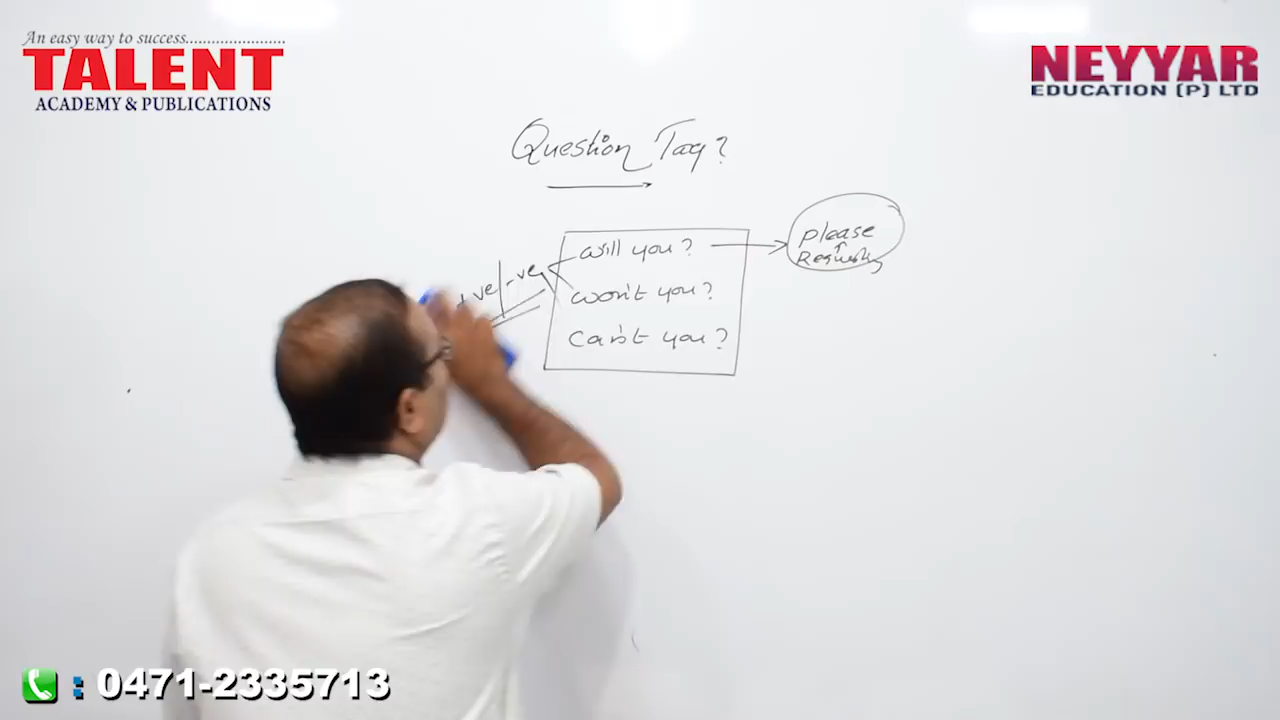 An easy way to success.......................
TALENT
ACADEMY & PUBLICATIONS
NEYYAR
EDUCATION (P) LTD
Question Tag?
will you?
won't you?
can't you?
please
+ve/-ve
: 0471-2335713